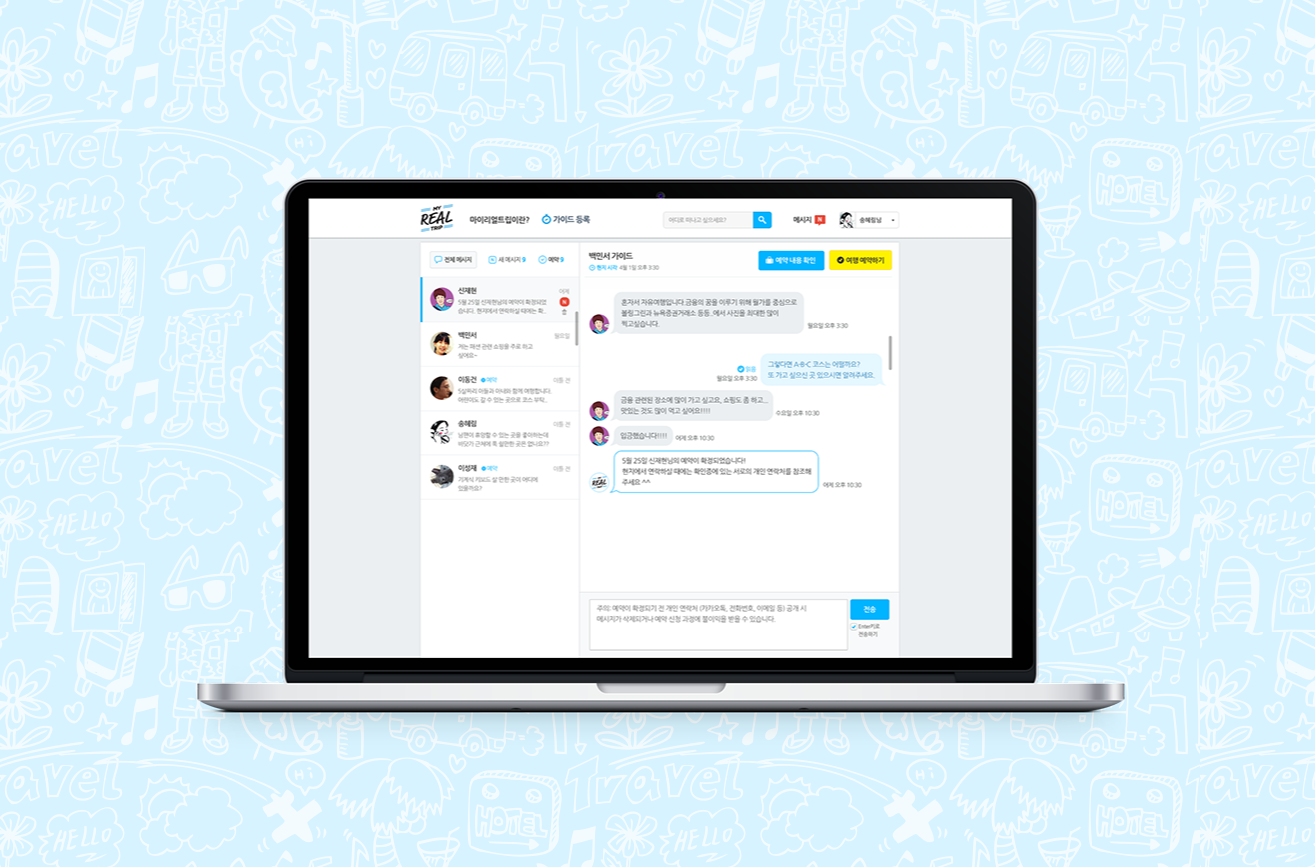 MY
REAL
TRIP
마이리얼트립이란?
가이드 등록
어디로 떠나고 싶으세요?
메시지 N
송혜림님
전체 메시지
새 메시지 9
예약 9
신재현
어제
5월 25일 신재현님의 예약이 확정되었
습니다. 현지에서 연락하실 때에는 확..
백민서
월요일
저는 패션 관련 쇼핑을 주로 하고
싶어요~
이동건 예약
이틀 전
5살짜리 아들과 아내와 함께 여행합니다.
어린이도 갈 수 있는 곳으로 코스 부탁..
송혜림
이틀 전
남편이 휴양할 수 있는 곳을 좋아하는데
바닷가 근처에 쭉 쉴만한 곳은 없나요??
이성재 예약
이틀 전
기계식 키보드 살 만한 곳이 어디에
있을까요?
백민서 가이드
현지 시각 4월 1일 오후 3:30
예약 내용 확인
여행 예약하기
혼자서 자유여행입니다 금융의 꿈을 이루기 위해 월가를 중심으로
볼링그린과 뉴욕증권거래소 등등.. 에서 사진을 최대한 많이
찍고싶습니다.
월요일 오후 3:30
그렇다면 A-B-C 코스는 어떨까요?
또 가고 싶으신 곳 있으시면 알려주세요.
읽음
월요일 오후 3:30
금융 관련된 장소에 많이 가고 싶고요, 쇼핑도 좀 하고...
맛있는 것도 많이 먹고 싶어요!!!!
수요일 오후 10:30
입금했습니다!!!!
어제 오후 10:30
REAL
5월 25일 신재현님의 예약이 확정되었습니다!
현지에서 연락하실 때에는 확인증에 있는 서로의 개인 연락처를 참조해
주세요 ^^
어제 오후 10:30
주의: 예약이 확정되기 전 개인 연락처 (카카오톡, 전화번호, 이메일 등) 공개 시
메시지가 삭제되거나 예약 신청 과정에 불이익을 받을 수 있습니다.
전송
Enter키로
전송하기
Travel
HELLO
Hi
HOTEL